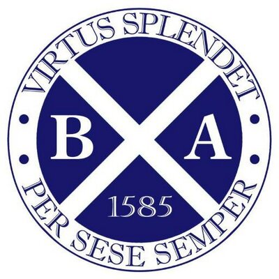 VIRTUS SPLENDET
B A
1585
PER SESE SEMPER